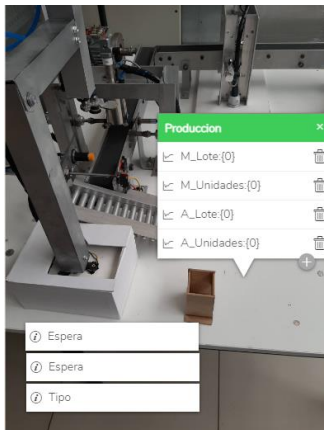 Produccion ×
M_Lote:{0}
M_Unidades:{0}
A_Lote:{0}
A_Unidades:{0}
Espera
Espera
Tipo